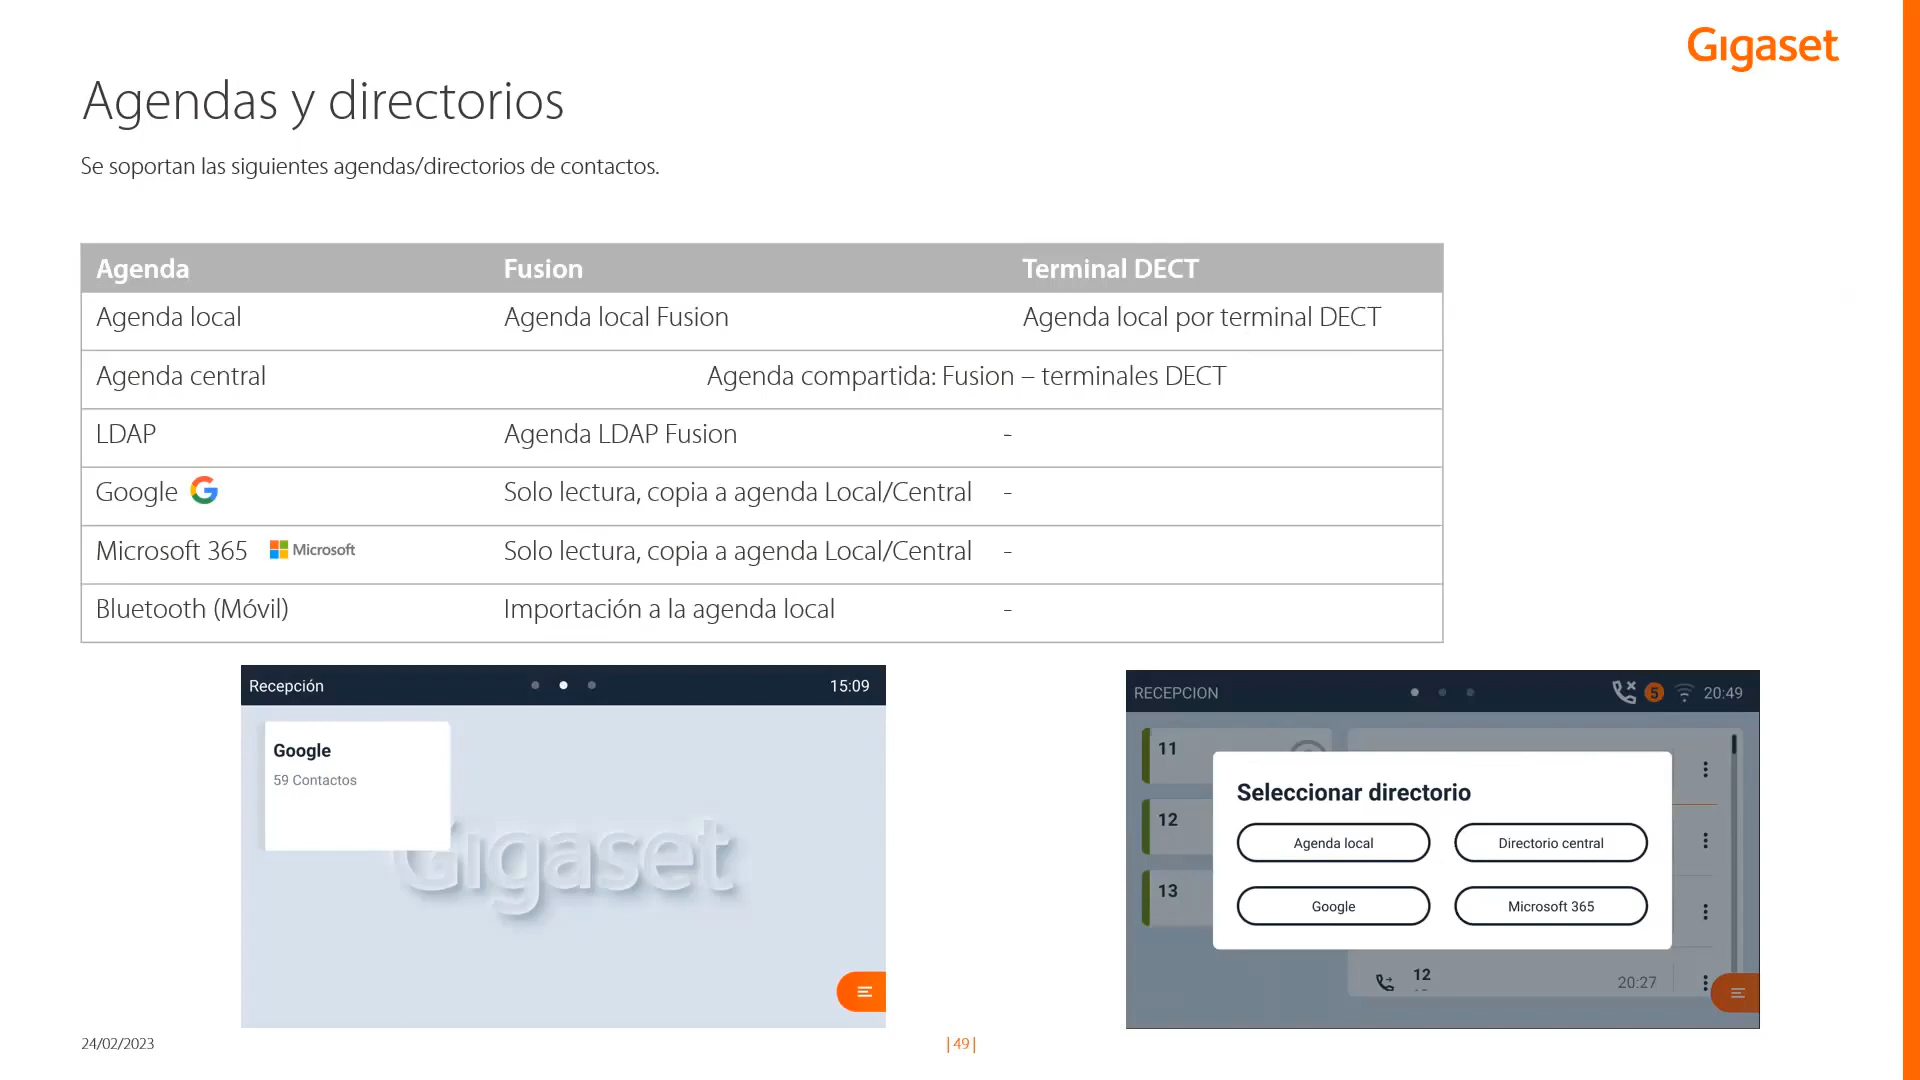 Gigaset
Agendas y directorios
Se soportan las siguientes agendas/directorios de contactos.
Agenda Fusion Terminal DECT
Agenda local Agenda local Fusion Agenda local por terminal DECT
Agenda central Agenda compartida: Fusion – terminales DECT
LDAP Agenda LDAP Fusion -
Google Solo lectura, copia a agenda Local/Central -
Microsoft 365 Microsoft Solo lectura, copia a agenda Local/Central -
Bluetooth (Móvil) Importación a la agenda local -
Recepción 15:09
Google
59 Contactos
Gigaset
RECEPCION 5 20:49
11
12
13
Seleccionar directorio
Agenda local Directorio central
Google Microsoft 365
12 20:27
24/02/2023 | 49 |